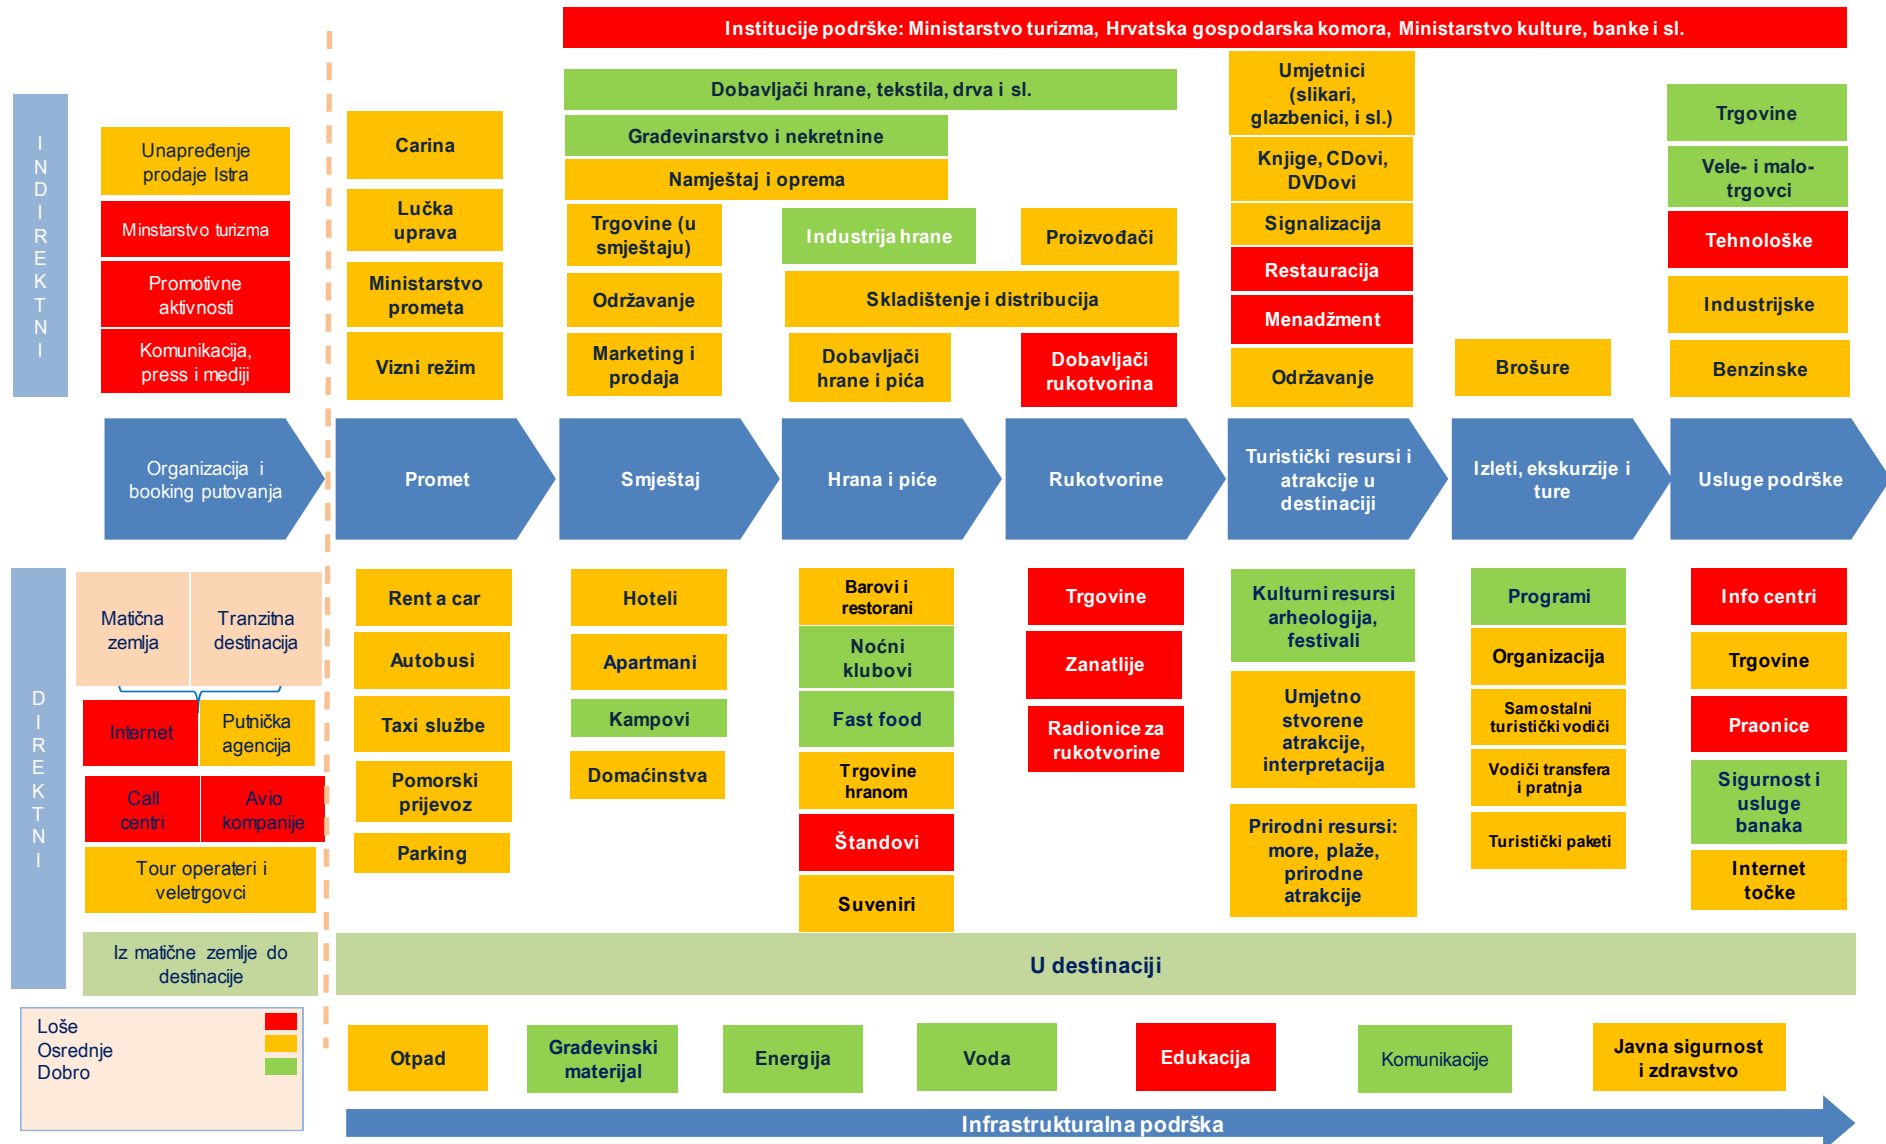 Institucije podrške: Ministarstvo turizma, Hrvatska gospodarska komora, Ministarstvo kulture, banke i sl.
INDIREKTNI
Unapređenje
prodaje Istra
Minstarstvo turizma
Promotivne
aktivnosti
Komunikacija,
press i mediji
Carina
Lučka
uprava
Ministarstvo
prometa
Vizni režim
Dobavljači hrane, tekstila, drva i sl.
Građevinarstvo i nekretnine
Namještaj i oprema
Trgovine (u
smještaju)
Održavanje
Marketing i
prodaja
Industrija hrane
Proizvođači
Skladištenje i distribucija
Dobavljači
hrane i pića
Dobavljači
rukotvorina
Umjetnici
(slikari,
glazbenici, i sl.)
Knjige, CDovi,
DVDovi
Signalizacija
Restauracija
Menadžment
Održavanje
Brošure
Trgovine
Vele- i malo-
trgovci
Tehnološke
Industrijske
Benzinske
Organizacija i
booking putovanja
Promet
Smještaj
Hrana i piće
Rukotvorine
Turistički resursi i
atrakcije u
destinaciji
Izleti, ekskurzije i
ture
Usluge podrške
DIREKTNI
Matična
zemlja
Tranzitna
destinacija
Internet
Putnička
agencija
Call
centri
Avio
kompanije
Tour operateri i
veletrgovci
Iz matične zemlje do
destinacije
Rent a car
Autobusi
Taxi službe
Pomorski
prijevoz
Parking
Hoteli
Apartmani
Kampovi
Domaćinstva
Barovi i
restorani
Noćni
klubovi
Fast food
Trgovine
hranom
Štandovi
Suveniri
Trgovine
Zanatlije
Radionice za
rukotvorine
Kulturni resursi
arheologija,
festivali
Umjetno
stvorene
atrakcije,
interpretacija
Prirodni resursi:
more, plaže,
prirodne
atrakcije
Programi
Organizacija
Samostalni
turistički vodiči
Vodiči transfera
i pratnja
Turistički paketi
Info centri
Trgovine
Praonice
Sigurnost i
usluge
banaka
Internet
točke
U destinaciji
Loše
Osrednje
Dobro
Otpad
Građevinski
materijal
Energija
Voda
Edukacija
Komunikacije
Javna sigurnost
i zdravstvo
Infrastrukturalna podrška